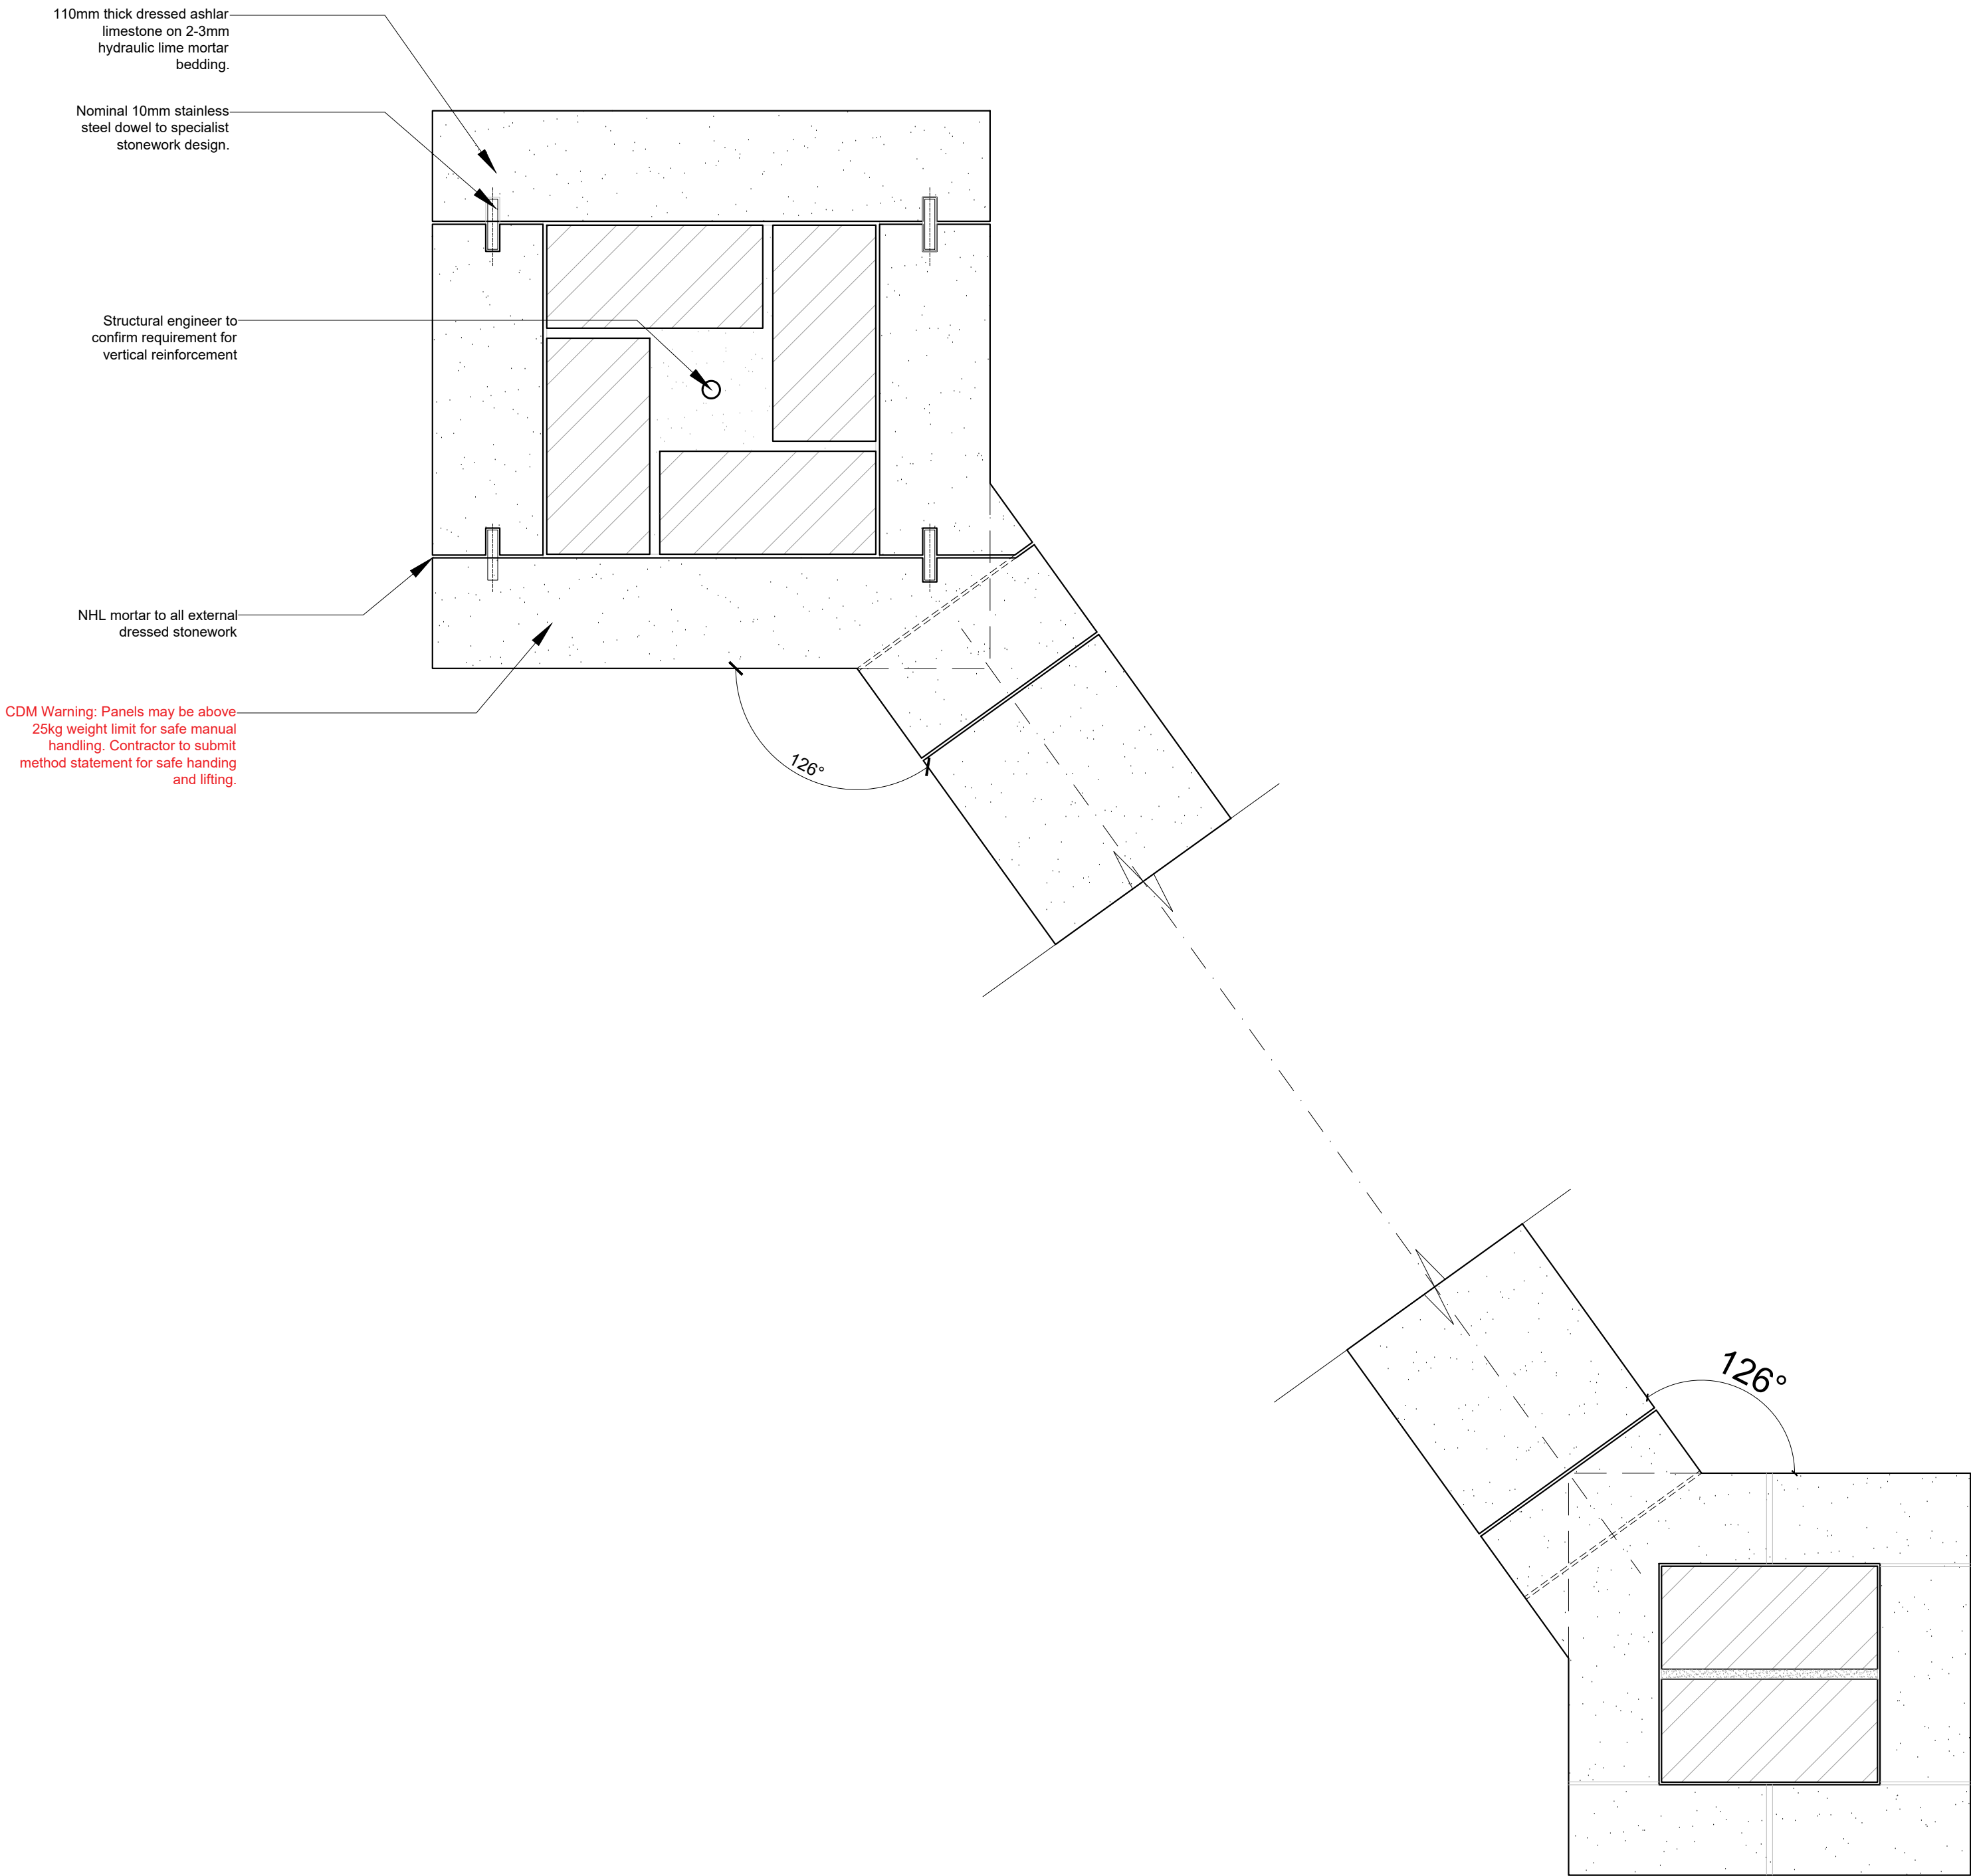 110mm thick dressed ashlar
limestone on 2-3mm
hydraulic lime mortar
bedding.
Nominal 10mm stainless
steel dowel to specialist
stonework design.
Structural engineer to
confirm requirement for
vertical reinforcement
NHL mortar to all external
dressed stonework
CDM Warning: Panels may be above
25kg weight limit for safe manual
handling. Contractor to submit
method statement for safe handing
and lifting.
126°
126°